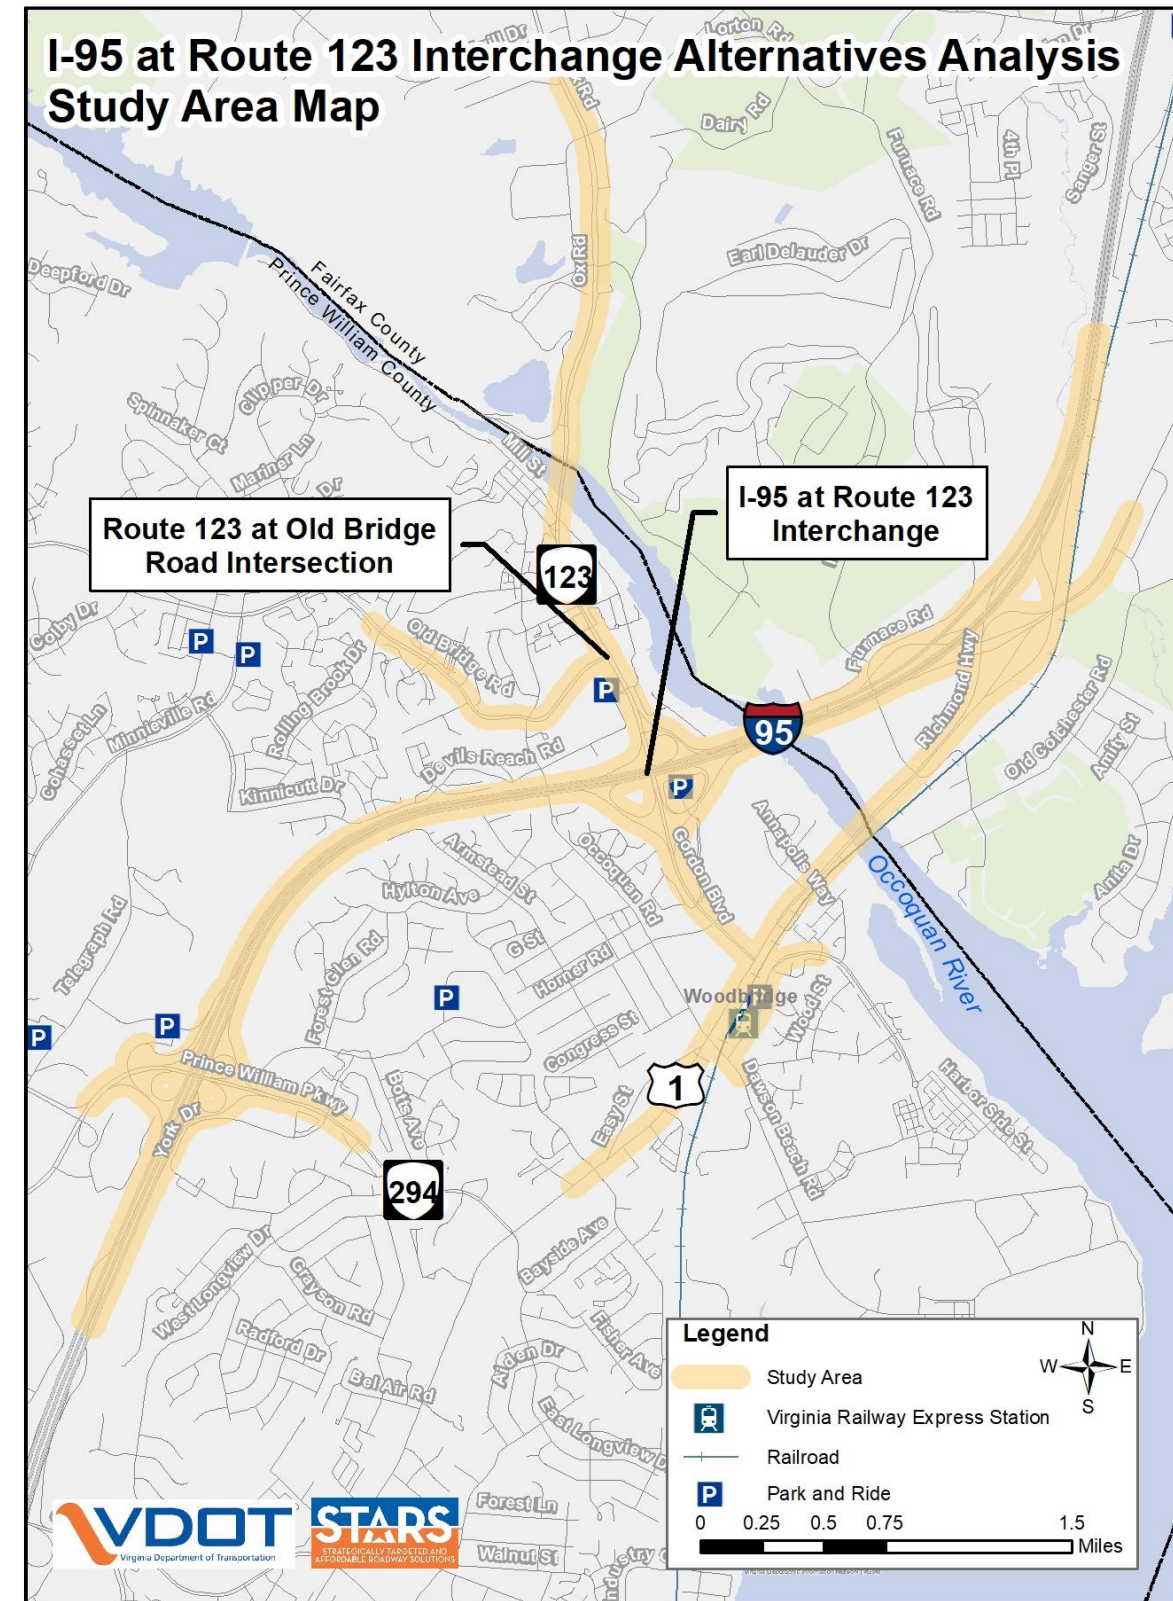 I-95 at Route 123 Interchange Alternatives Analysis
Study Area Map
Lorton Rd
Dairy Rd
Furnace Rd
4th Pl
Sanger St
Ox Rd
Earl Delauder Dr
Deepford Dr
Fairfax County
Prince William County
Clipper Dr
Spinnaker Ct
Mariner Ln
Mill St
Dr
I-95 at Route 123
Interchange
Route 123 at Old Bridge
Road Intersection
123
Colby Dr
P
P
Old Bridge Rd
Furnace Rd
Richmond Hwy
Rolling Brook Dr
P
Minnieville Rd
Cohasset Ln
95
Old Colchester Rd
Amity St
Devils Reach Rd
Kinnicutt Dr
P
Annapolis Way
Armstead St
Occoquan Rd
Gordon Blvd
Hylton Ave
Occoquan River
Anita Dr
Telegraph Rd
Forest Glen Rd
G St
Horner Rd
P
Woodbridge
Wood St
P
P
Congress St
Prince William Pkwy
Botts Ave
1
Easy St
Dawson Beach Rd
Harbor Side St
York Dr
294
West Longview Dr
Grayson Rd
Bayside Ave
Radford Dr
Fisher Ave
Aiden Dr
Bel Air Rd
East Longview D
Forest Ln
Walnut St
Legend
N
W E
S
Study Area
Virginia Railway Express Station
Railroad
P Park and Ride
0 0.25 0.5 0.75 1.5
Miles
VDOT
Virginia Department of Transportation
STARS
STRATEGICALLY TARGETED AND
AFFORDABLE ROADWAY SOLUTIONS